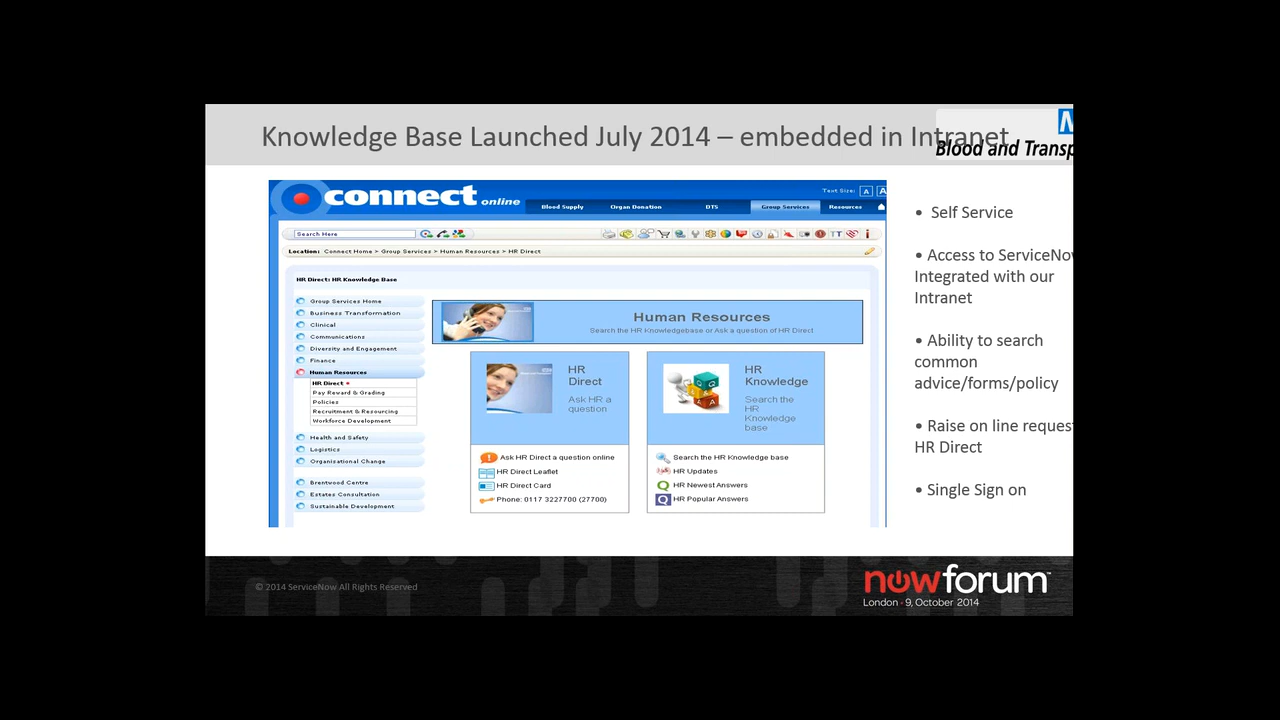 Knowledge Base Launched July 2014 – embedded in Intranet
Blood and Transp
connect online
Text Size: A A
Blood Supply Organ Donation DTS Group Services Resources
Search Here
Location: Connect Home > Group Services > Human Resources > HR Direct
HR Direct: HR Knowledge Base
Group Services Home
Business Transformation
Clinical
Communications
Diversity and Engagement
Finance
Human Resources
HR Direct
Pay Reward & Grading
Policies
Recruitment & Resourcing
Workforce Development
Health and Safety
Logistics
Organisational Change
Brentwood Centre
Estates Consultation
Sustainable Development
Human Resources
Search the HR Knowledgebase or Ask a question of HR Direct
HR
Direct
Ask HR a
question
Ask HR Direct a question online
HR Direct Leaflet
HR Direct Card
Phone: 0117 3227700 (27700)
HR
Knowledge
Search the
HR
Knowledge
base
Search the HR Knowledge base
HR Updates
HR Newest Answers
HR Popular Answers
• Self Service
• Access to ServiceNow
Integrated with our
Intranet
• Ability to search
common
advice/forms/policy
• Raise on line reques
HR Direct
• Single Sign on
© 2014 ServiceNow All Rights Reserved
nowforum™
London • 9, October 2014